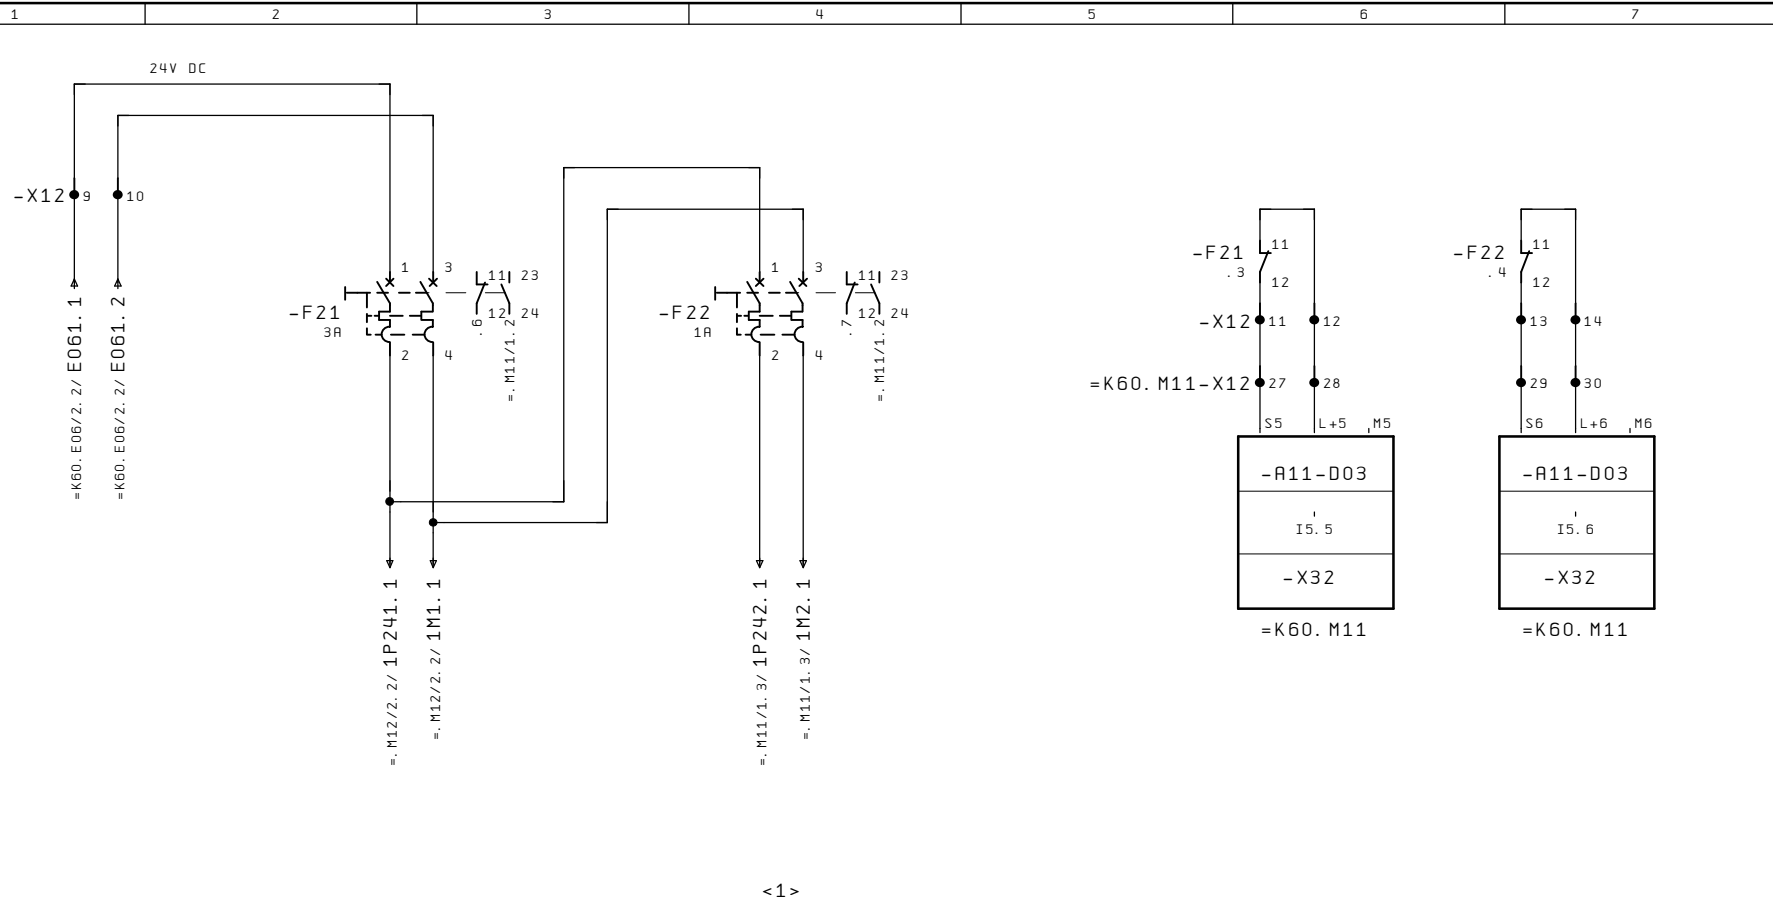 1 2 3 4 5 6 7
24V DC
-X12 9 10
=K60.E06/2.2/ E061.1
=K60.E06/2.2/ E061.2
-F21
3A
1 3
2 4
11 23
12 24
.6
=.M11/1.2
-F22
1A
1 3
2 4
11 23
12 24
.7
=.M11/1.2
=.M12/2.2/ 1P241.1
=.M12/2.2/ 1M1.1
=.M11/1.3/ 1P242.1
=.M11/1.3/ 1M2.1
-F21 11
.3 12
-X12 11 12
=K60.M11-X12 27 28
S5 L+5 M5
-A11-D03
I5.5
-X32
=K60.M11
-F22 11
.4 12
13 14
29 30
S6 L+6 M6
-A11-D03
I5.6
-X32
=K60.M11
<1>